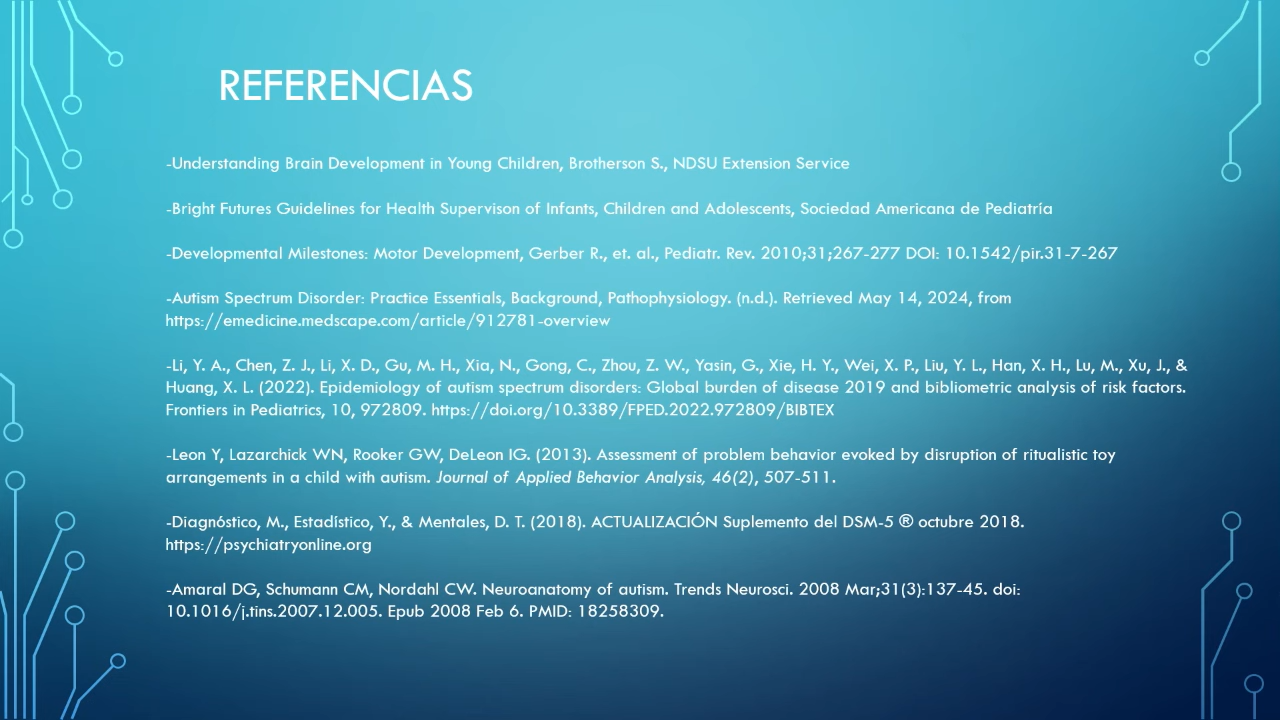 REFERENCIAS
-Understanding Brain Development in Young Children, Brotherson S., NDSU Extension Service
-Bright Futures Guidelines for Health Supervison of Infants, Children and Adolescents, Sociedad Americana de Pediatría
-Developmental Milestones: Motor Development, Gerber R., et. al., Pediatr. Rev. 2010;31;267-277 DOI: 10.1542/pir.31-7-267
-Autism Spectrum Disorder: Practice Essentials, Background, Pathophysiology. (n.d.). Retrieved May 14, 2024, from
https://emedicine.medscape.com/article/912781-overview
-Li, Y. A., Chen, Z. J., Li, X. D., Gu, M. H., Xia, N., Gong, C., Zhou, Z. W., Yasin, G., Xie, H. Y., Wei, X. P., Liu, Y. L., Han, X. H., Lu, M., Xu, J., &
Huang, X. L. (2022). Epidemiology of autism spectrum disorders: Global burden of disease 2019 and bibliometric analysis of risk factors.
Frontiers in Pediatrics, 10, 972809. https://doi.org/10.3389/FPED.2022.972809/BIBTEX
-Leon Y, Lazarchick WN, Rooker GW, DeLeon IG. (2013). Assessment of problem behavior evoked by disruption of ritualistic toy
arrangements in a child with autism. Journal of Applied Behavior Analysis, 46(2), 507-511.
-Diagnóstico, M., Estadístico, Y., & Mentales, D. T. (2018). ACTUALIZACIÓN Suplemento del DSM-5 ® octubre 2018.
https://psychiatryonline.org
-Amaral DG, Schumann CM, Nordahl CW. Neuroanatomy of autism. Trends Neurosci. 2008 Mar;31(3):137-45. doi:
10.1016/j.tins.2007.12.005. Epub 2008 Feb 6. PMID: 18258309.